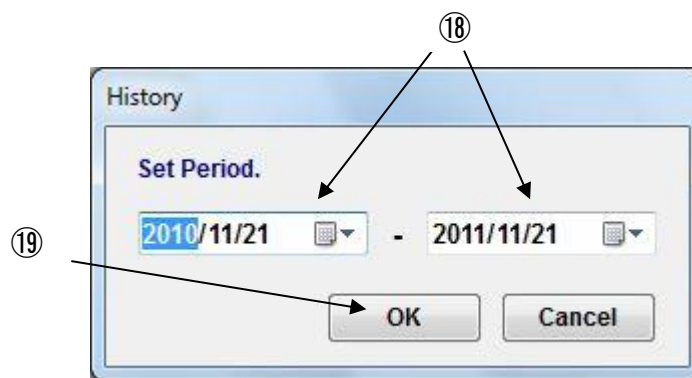 ⑱
History
Set Period.
2010/11/21 - 2011/11/21
⑲
OK Cancel